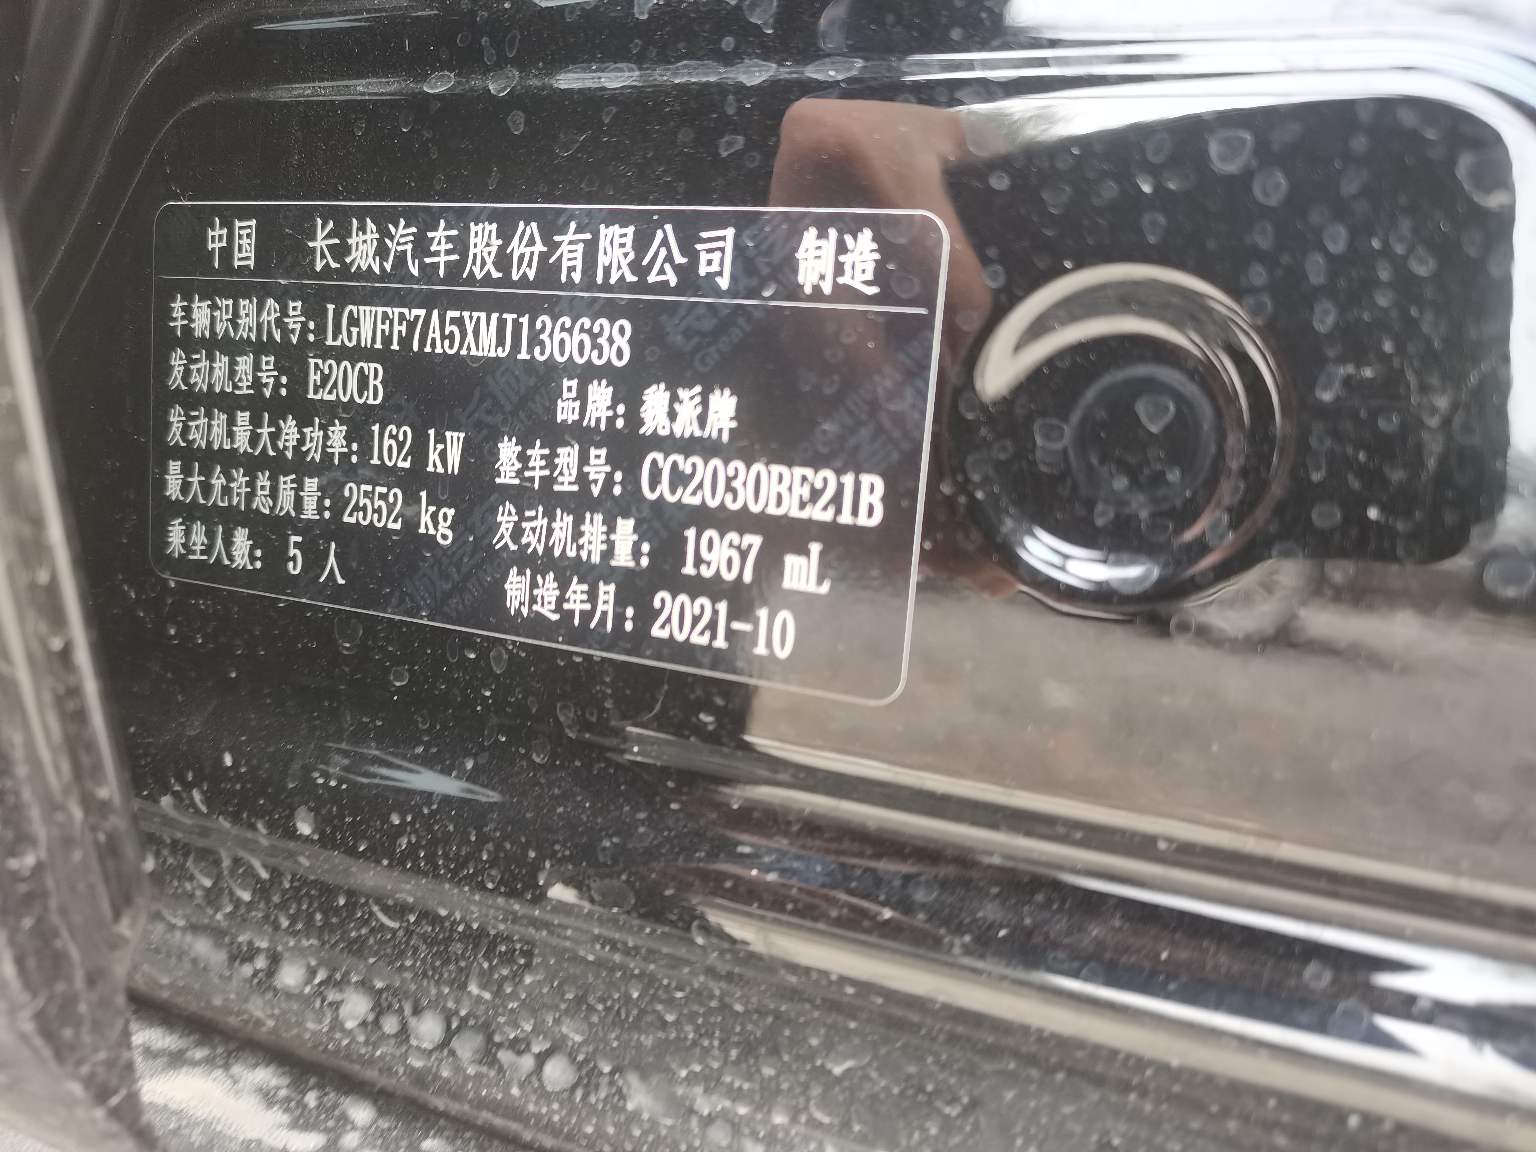 中国 长城汽车股份有限公司 制造
车辆识别代号: LGWFF7A5XMJ136638
发动机型号: E20CB 品牌: 魏派牌
发动机最大净功率: 162 kW 整车型号: CC2030BE21B
最大允许总质量: 2552 kg 发动机排量: 1967 mL
乘坐人数: 5 人 制造年月: 2021-10